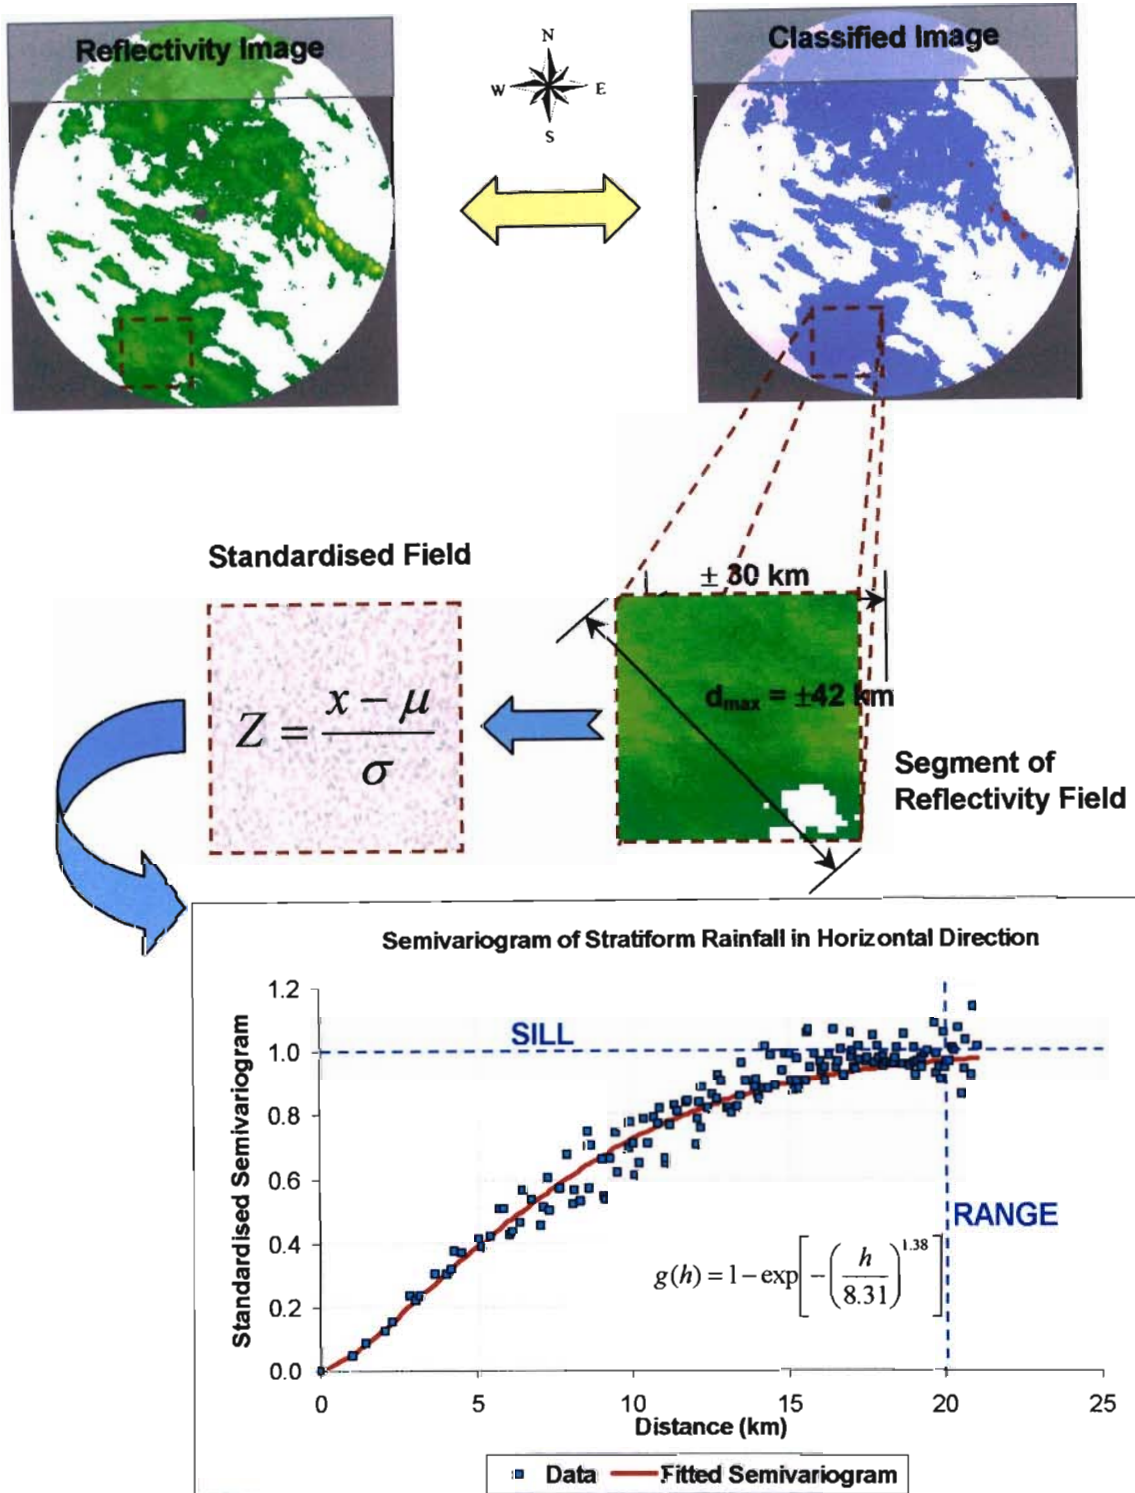 Reflectivity Image
Classified Image
N
W E
S
Standardised Field
± 30 km
dmax = ±42 km
Z = (x − μ) / σ
Segment of
Reflectivity Field
Semivariogram of Stratiform Rainfall in Horizontal Direction
Standardised Semivariogram
1.2
1.0
0.8
0.6
0.4
0.2
0.0
SILL
RANGE
g(h) = 1 − exp[−(h / 8.31)^1.38]
0 5 10 15 20 25
Distance (km)
Data Fitted Semivariogram